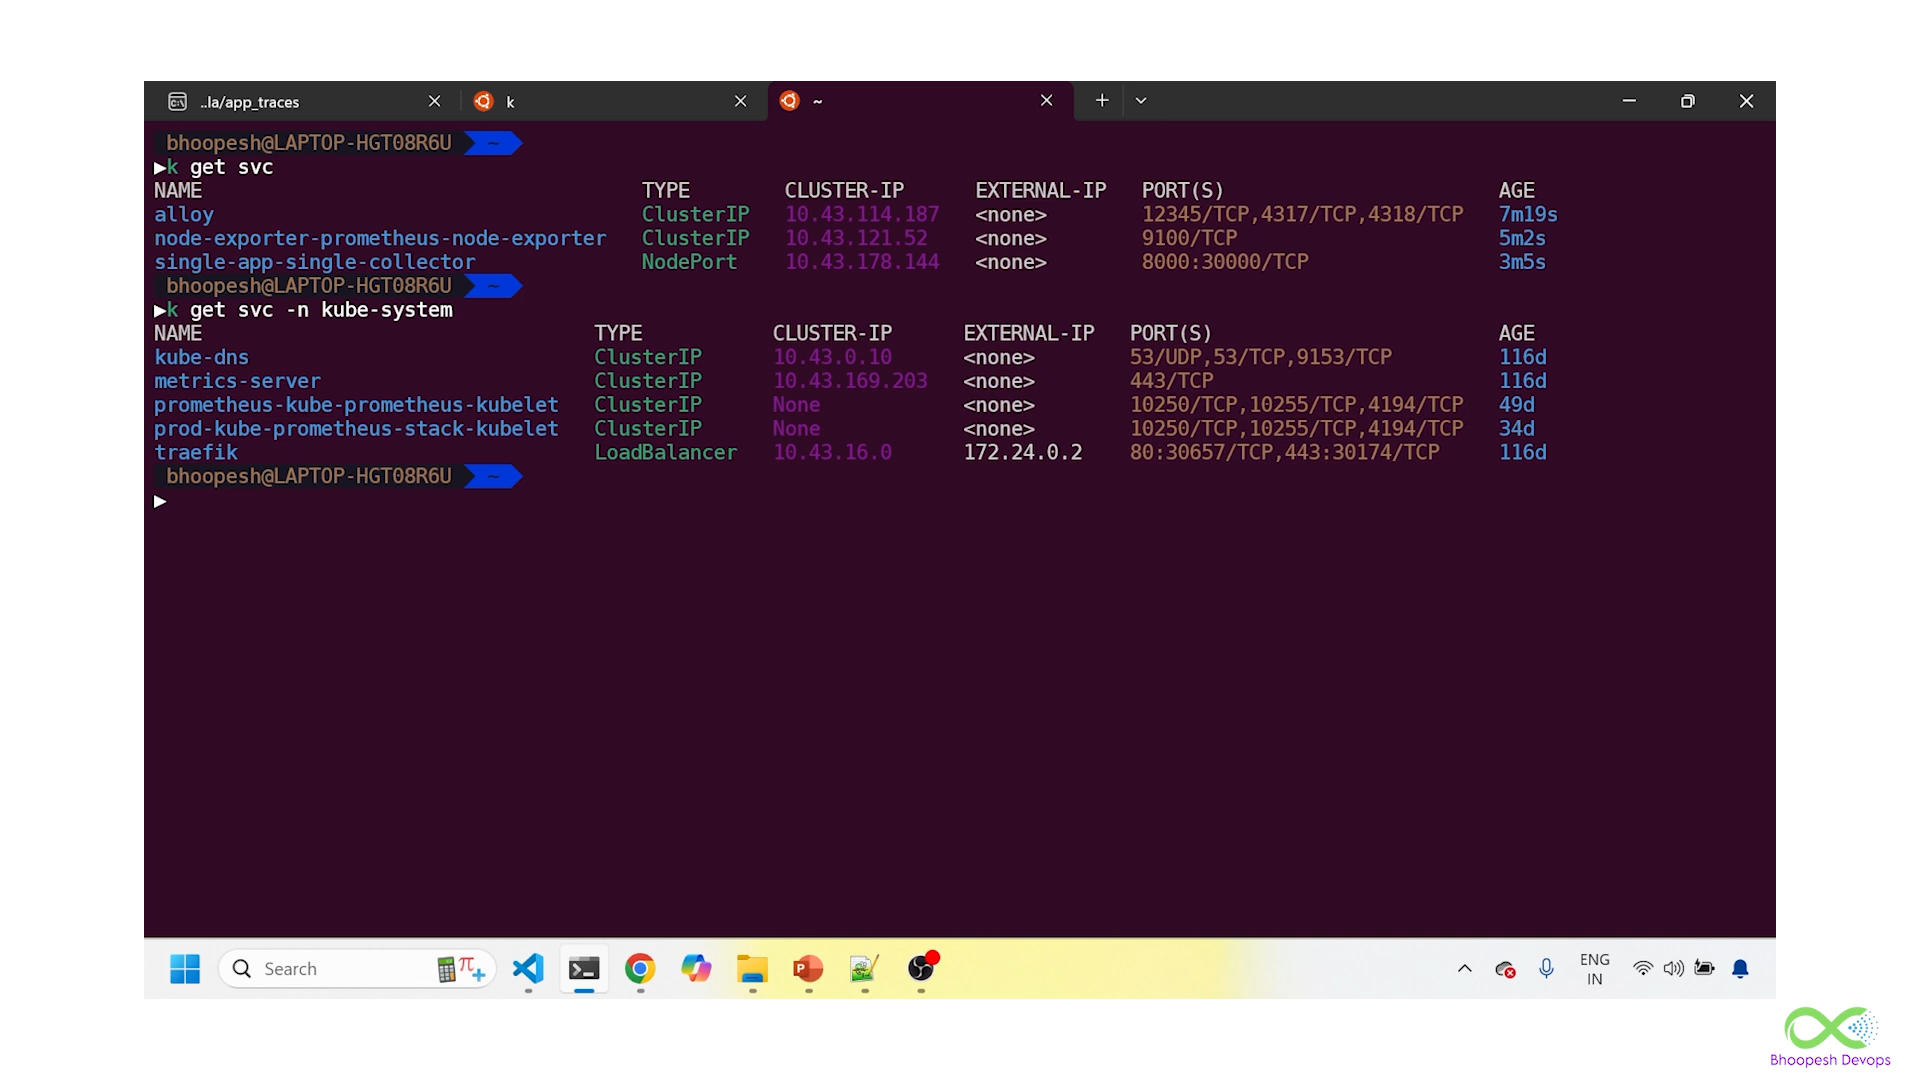 ..la/app_traces
k
~
bhoopesh@LAPTOP-HGT08R6U ~
▶k get svc
NAME TYPE CLUSTER-IP EXTERNAL-IP PORT(S) AGE
alloy ClusterIP 10.43.114.187 <none> 12345/TCP,4317/TCP,4318/TCP 7m19s
node-exporter-prometheus-node-exporter ClusterIP 10.43.121.52 <none> 9100/TCP 5m2s
single-app-single-collector NodePort 10.43.178.144 <none> 8000:30000/TCP 3m5s
bhoopesh@LAPTOP-HGT08R6U ~
▶k get svc -n kube-system
NAME TYPE CLUSTER-IP EXTERNAL-IP PORT(S) AGE
kube-dns ClusterIP 10.43.0.10 <none> 53/UDP,53/TCP,9153/TCP 116d
metrics-server ClusterIP 10.43.169.203 <none> 443/TCP 116d
prometheus-kube-prometheus-kubelet ClusterIP None <none> 10250/TCP,10255/TCP,4194/TCP 49d
prod-kube-prometheus-stack-kubelet ClusterIP None <none> 10250/TCP,10255/TCP,4194/TCP 34d
traefik LoadBalancer 10.43.16.0 172.24.0.2 80:30657/TCP,443:30174/TCP 116d
bhoopesh@LAPTOP-HGT08R6U ~
▶
Search
ENG
IN
Bhoopesh Devops